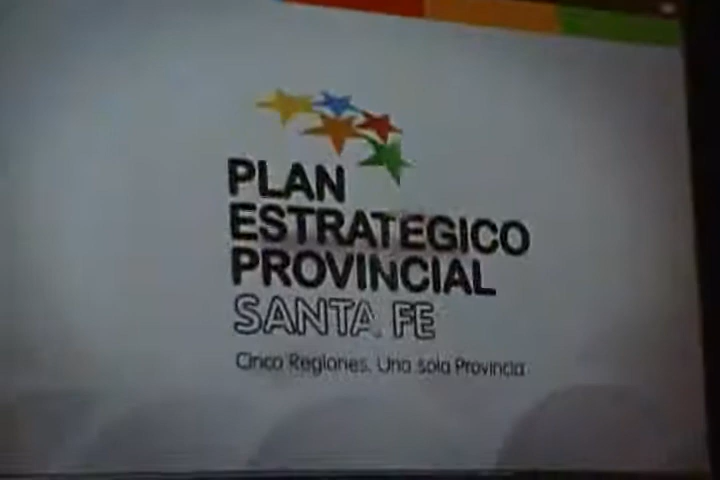 PLAN
ESTRATEGICO
PROVINCIAL
SANTA FE
Cinco Regiones. Una sola Provincia